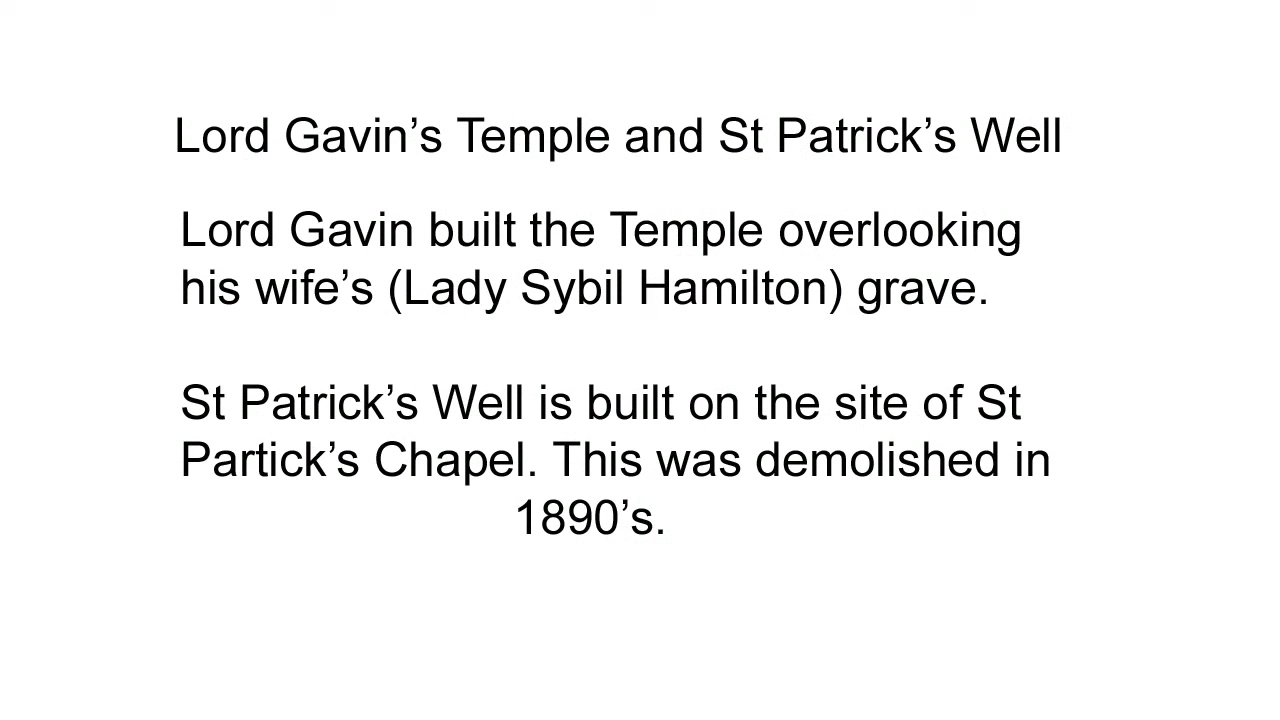 Lord Gavin’s Temple and St Patrick’s Well
Lord Gavin built the Temple overlooking
his wife’s (Lady Sybil Hamilton) grave.
St Patrick’s Well is built on the site of St
Partick’s Chapel. This was demolished in
1890’s.